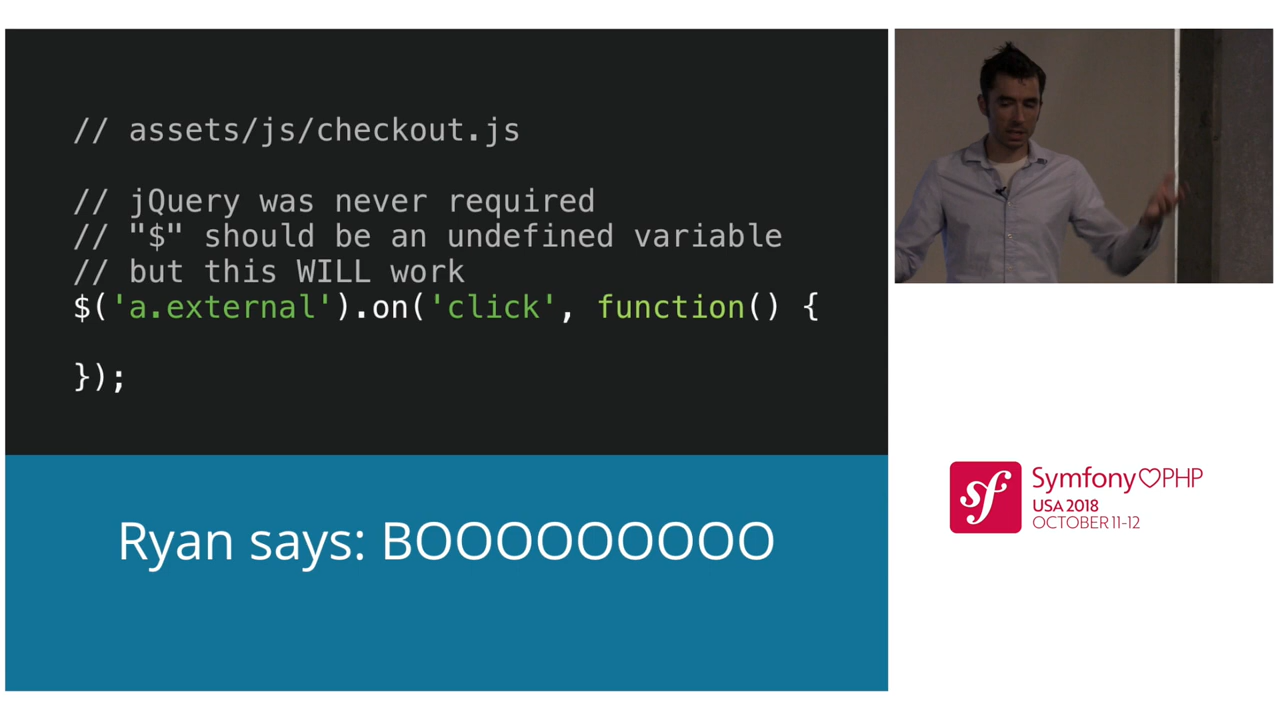 // assets/js/checkout.js
// jQuery was never required
// "$" should be an undefined variable
// but this WILL work
$('a.external').on('click', function() {
});
Ryan says: BOOOOOOOOO
sf Symfony♡PHP
USA 2018
OCTOBER 11-12